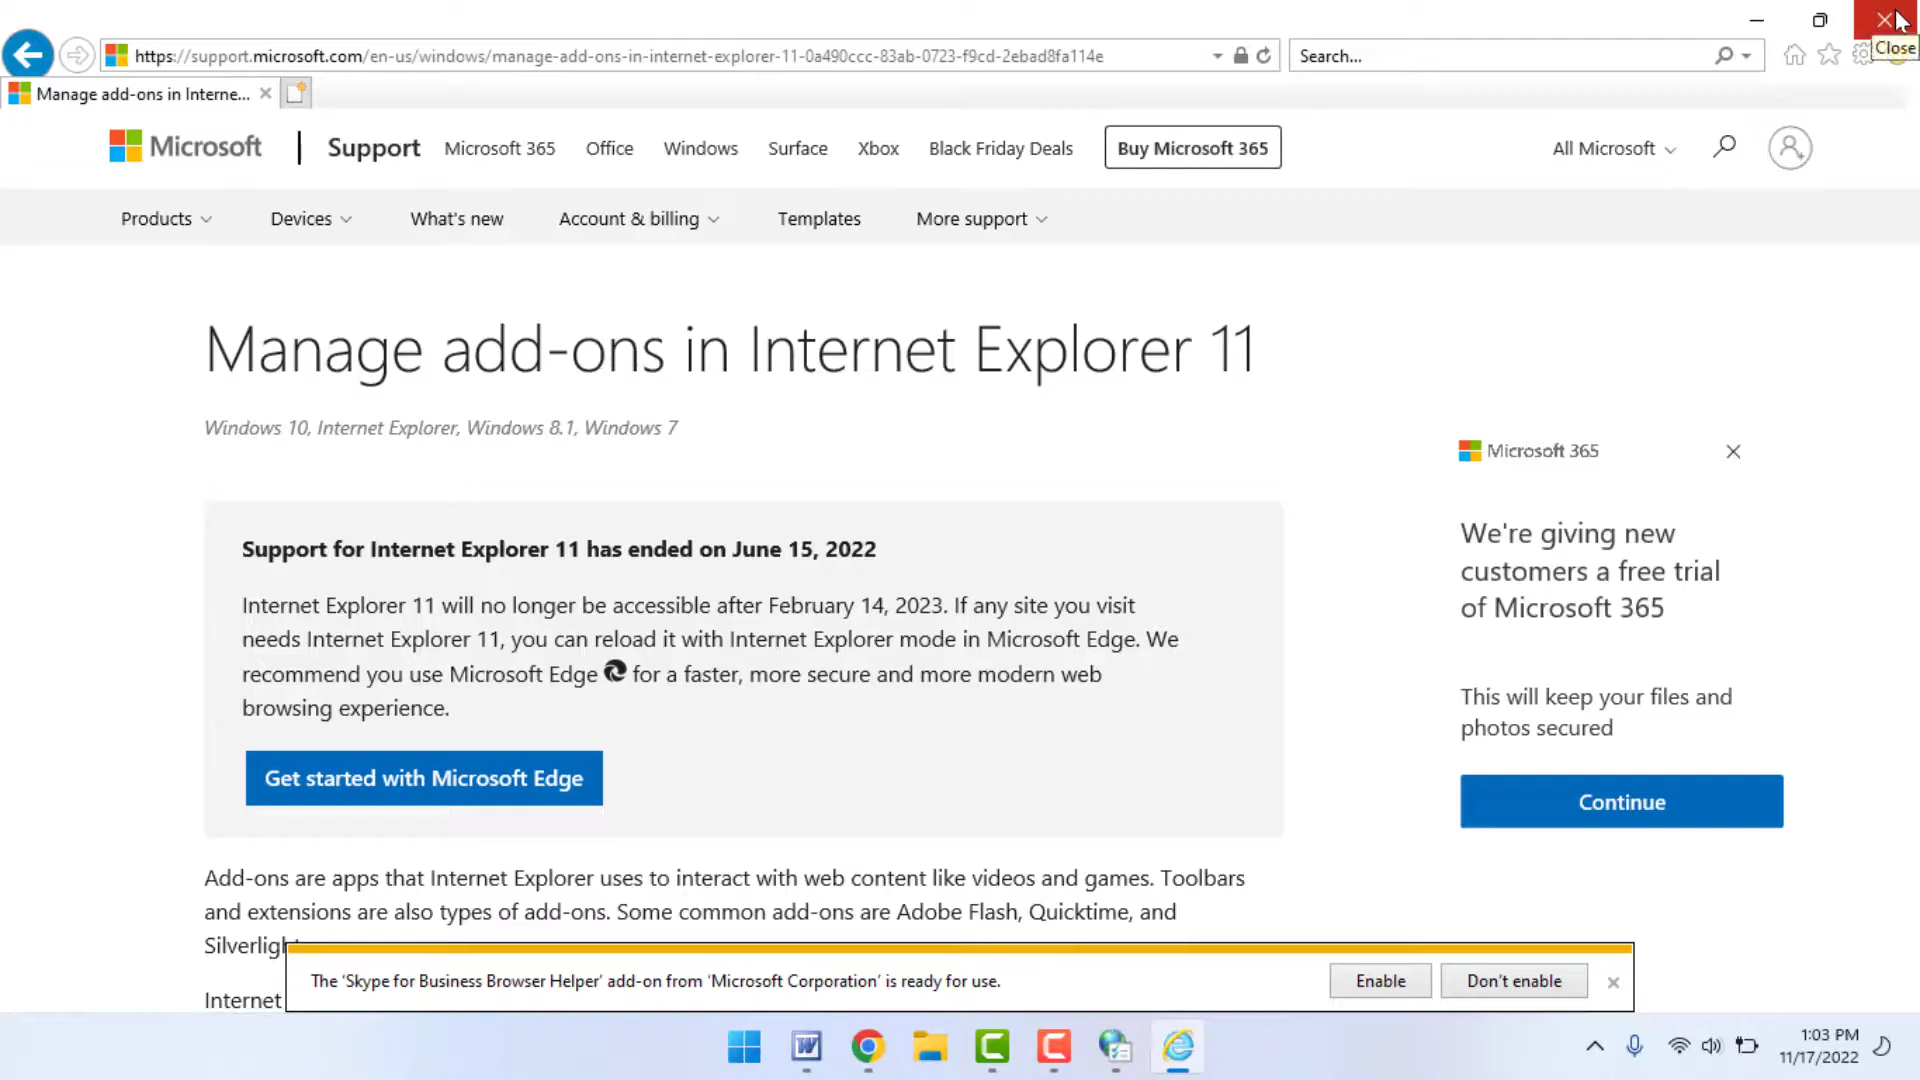 Close
https://support.microsoft.com/en-us/windows/manage-add-ons-in-internet-explorer-11-0a490ccc-83ab-0723-f9cd-2ebad8fa114e
Search...
Manage add-ons in Interne...
Microsoft
Support
Microsoft 365
Office
Windows
Surface
Xbox
Black Friday Deals
Buy Microsoft 365
All Microsoft
Products
Devices
What's new
Account & billing
Templates
More support
Manage add-ons in Internet Explorer 11
Windows 10, Internet Explorer, Windows 8.1, Windows 7
Support for Internet Explorer 11 has ended on June 15, 2022
Internet Explorer 11 will no longer be accessible after February 14, 2023. If any site you visit
needs Internet Explorer 11, you can reload it with Internet Explorer mode in Microsoft Edge. We
recommend you use Microsoft Edge for a faster, more secure and more modern web
browsing experience.
Get started with Microsoft Edge
Microsoft 365
We're giving new
customers a free trial
of Microsoft 365
This will keep your files and
photos secured
Continue
Add-ons are apps that Internet Explorer uses to interact with web content like videos and games. Toolbars
and extensions are also types of add-ons. Some common add-ons are Adobe Flash, Quicktime, and
Internet
The 'Skype for Business Browser Helper' add-on from 'Microsoft Corporation' is ready for use.
Enable
Don't enable
1:03 PM
11/17/2022